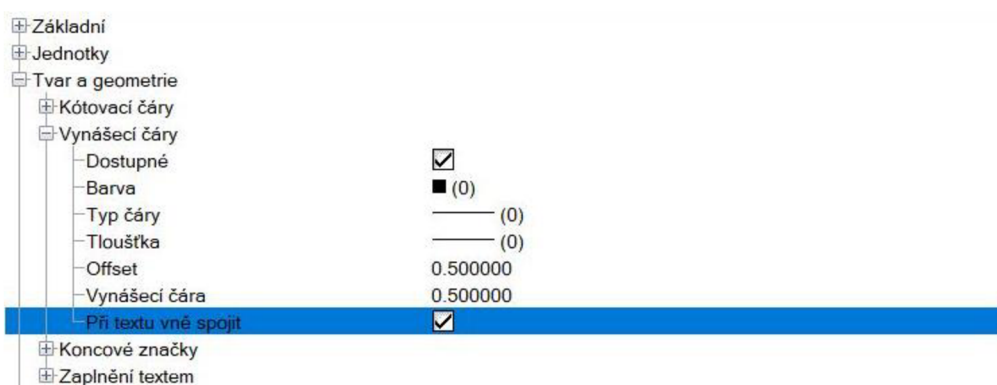 Základní
Jednotky
Tvar a geometrie
Kótovací čáry
Vynášecí čáry
Dostupné
Barva (0)
Typ čáry (0)
Tloušťka (0)
Offset 0.500000
Vynášecí čára 0.500000
Při textu vně spojit
Koncové značky
Zaplnění textem